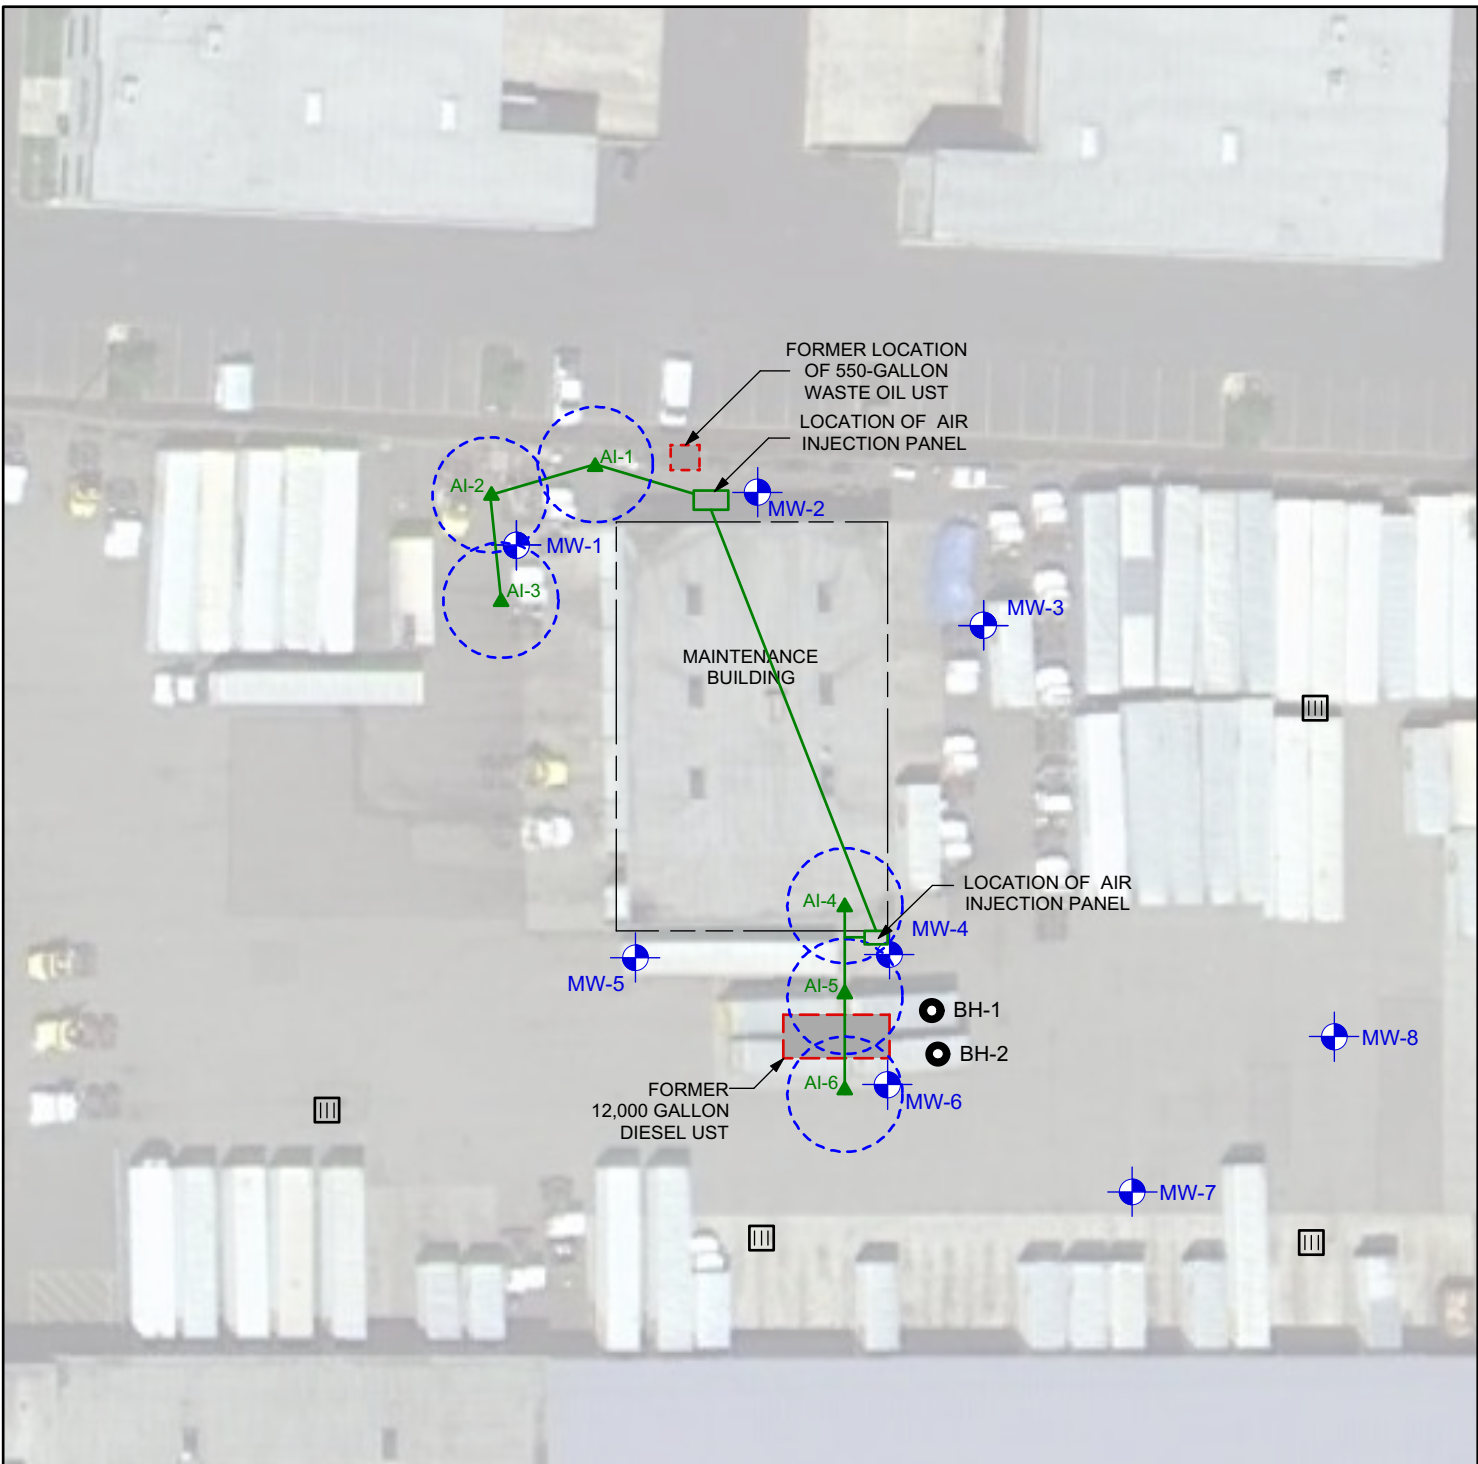 FORMER LOCATION
OF 550-GALLON
WASTE OIL UST
LOCATION OF AIR
INJECTION PANEL
AI-1
AI-2
MW-2
MW-1
AI-3
MW-3
MAINTENANCE
BUILDING
LOCATION OF AIR
INJECTION PANEL
AI-4
MW-4
MW-5
AI-5
BH-1
MW-8
BH-2
AI-6
FORMER
12,000 GALLON
DIESEL UST
MW-6
MW-7